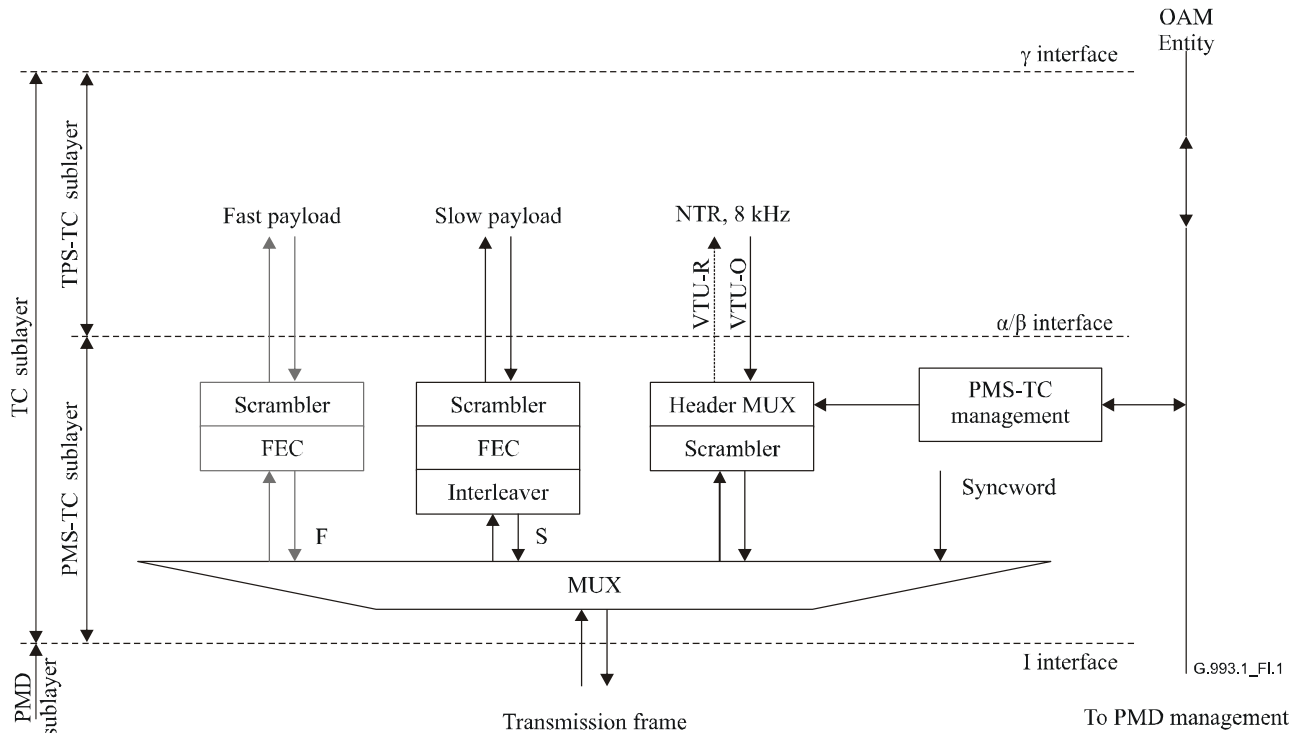 OAM
Entity
γ interface
TC sublayer
TPS-TC sublayer
PMS-TC sublayer
Fast payload
Slow payload
NTR, 8 kHz
VTU-R
VTU-O
α/β interface
Scrambler
FEC
Scrambler
FEC
Interleaver
Header MUX
Scrambler
PMS-TC
management
Syncword
F
S
MUX
I interface
PMD
sublayer
G.993.1_FI.1
Transmission frame
To PMD management